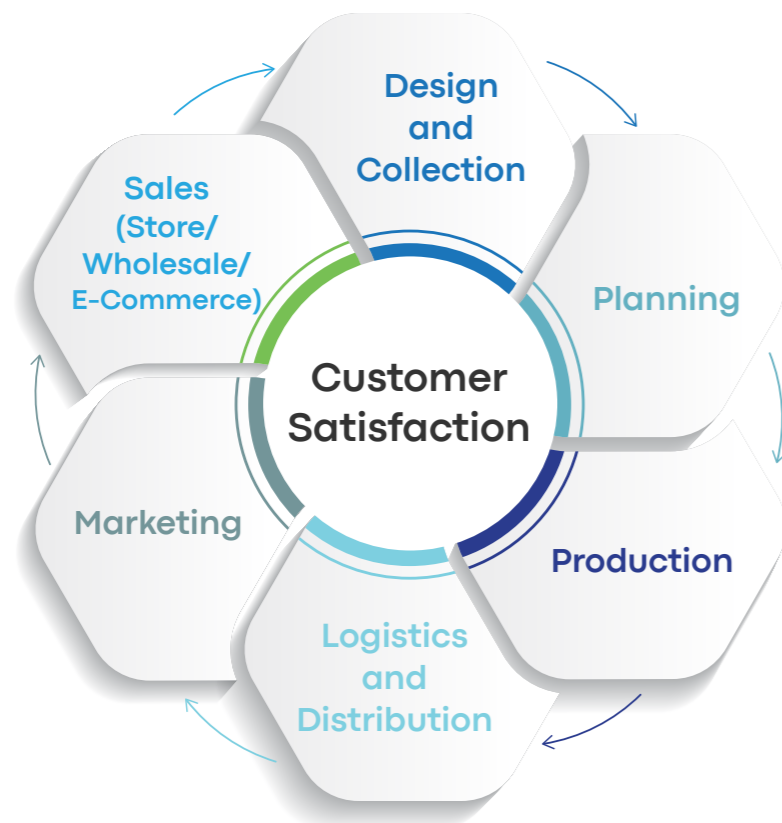 Design
and
Collection
Planning
Production
Logistics
and
Distribution
Marketing
Sales
(Store/
Wholesale/
E-Commerce)
Customer
Satisfaction